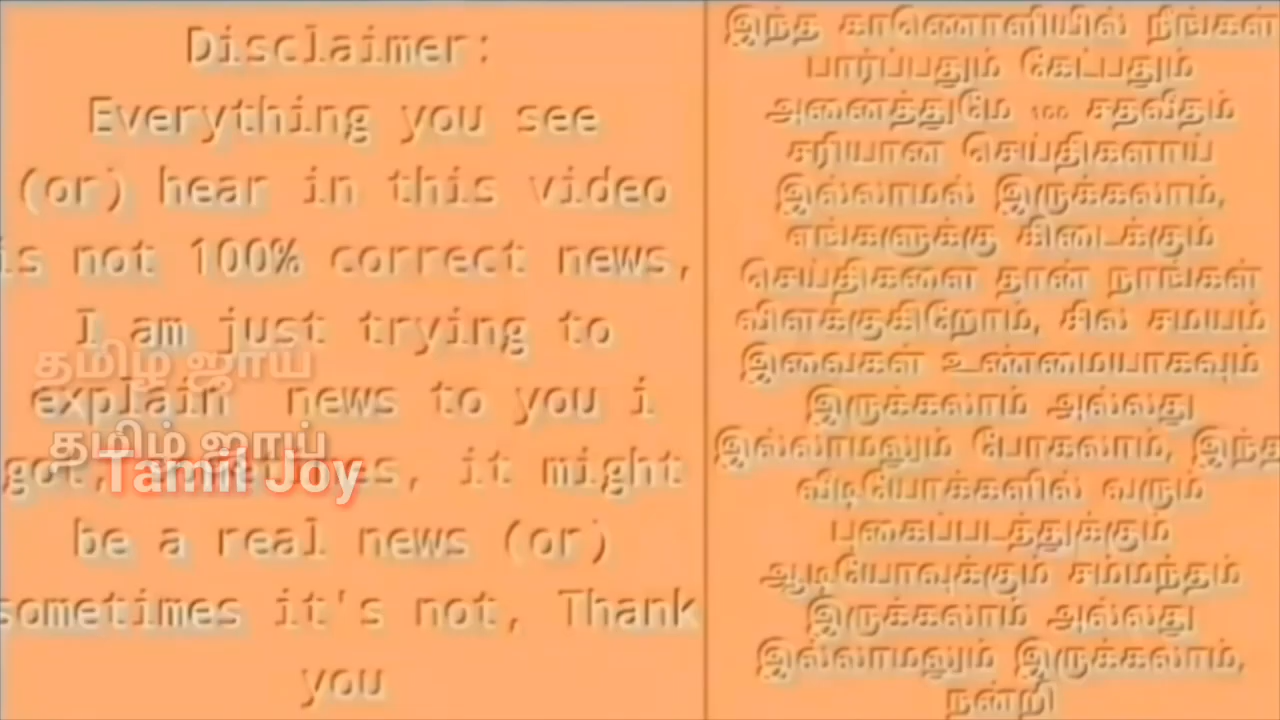 Disclaimer:
Everything you see
(or) hear in this video
is not 100% correct news,
I am just trying to
explain news to you i
got, sometimes, it might
be a real news (or)
sometimes it's not, Thank
you
தமிழ் ஜாய்
தமிழ் ஜாய்
Tamil Joy
இந்த காணொளியில் நீங்கள்
பார்ப்பதும் கேட்பதும்
அனைத்துமே 100 சதவீதம்
சரியான செய்திகளாய்
இல்லாமல் இருக்கலாம்,
எங்களுக்கு கிடைக்கும்
செய்திகளை தான் நாங்கள்
விளக்குகிறோம், சில சமயம்
இவைகள் உண்மையாகவும்
இருக்கலாம் அல்லது
இல்லாமலும் போகலாம், இந்த
வீடியோக்களில் வரும்
புகைப்படத்துக்கும்
ஆடியோவுக்கும் சம்மந்தம்
இருக்கலாம் அல்லது
இல்லாமலும் இருக்கலாம்,
நன்றி